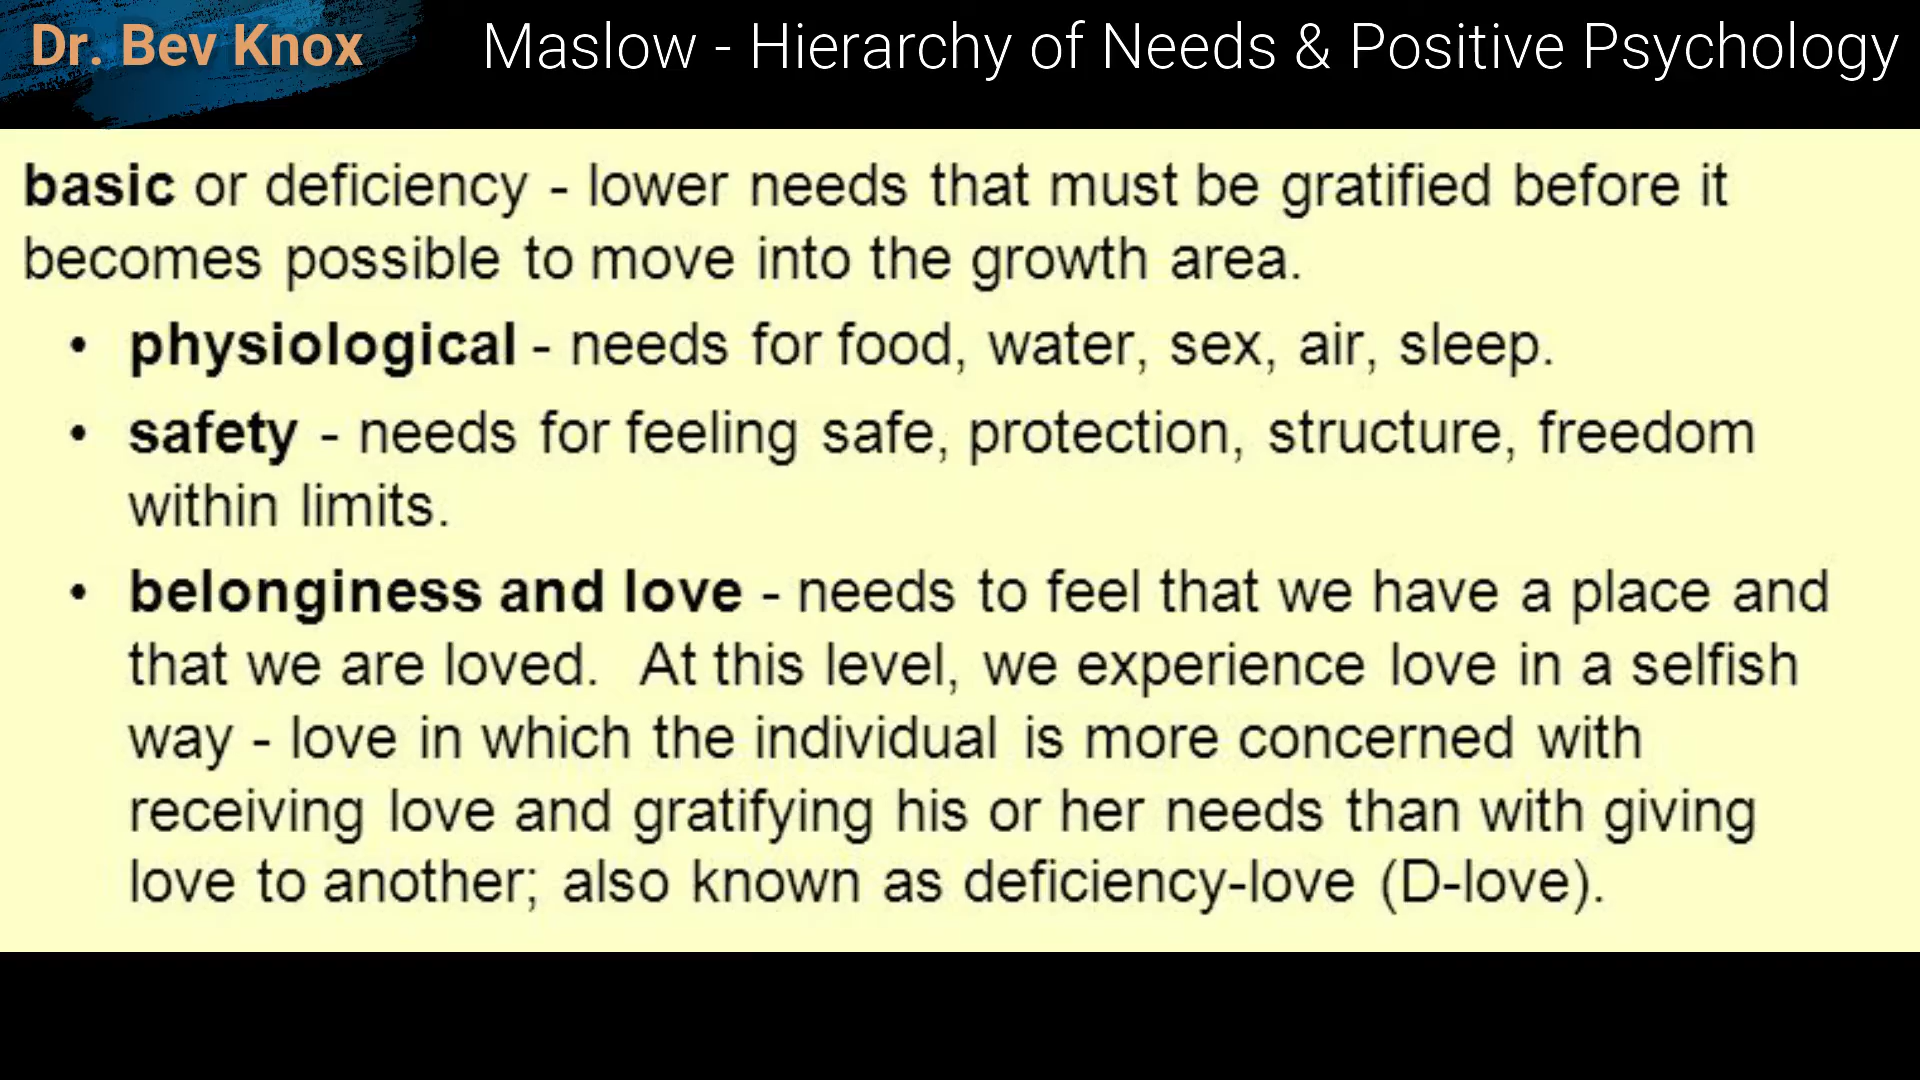 Dr. Bev Knox
Maslow - Hierarchy of Needs & Positive Psychology
basic or deficiency - lower needs that must be gratified before it
becomes possible to move into the growth area.
• physiological - needs for food, water, sex, air, sleep.
• safety - needs for feeling safe, protection, structure, freedom
within limits.
• belonginess and love - needs to feel that we have a place and
that we are loved.  At this level, we experience love in a selfish
way - love in which the individual is more concerned with
receiving love and gratifying his or her needs than with giving
love to another; also known as deficiency-love (D-love).